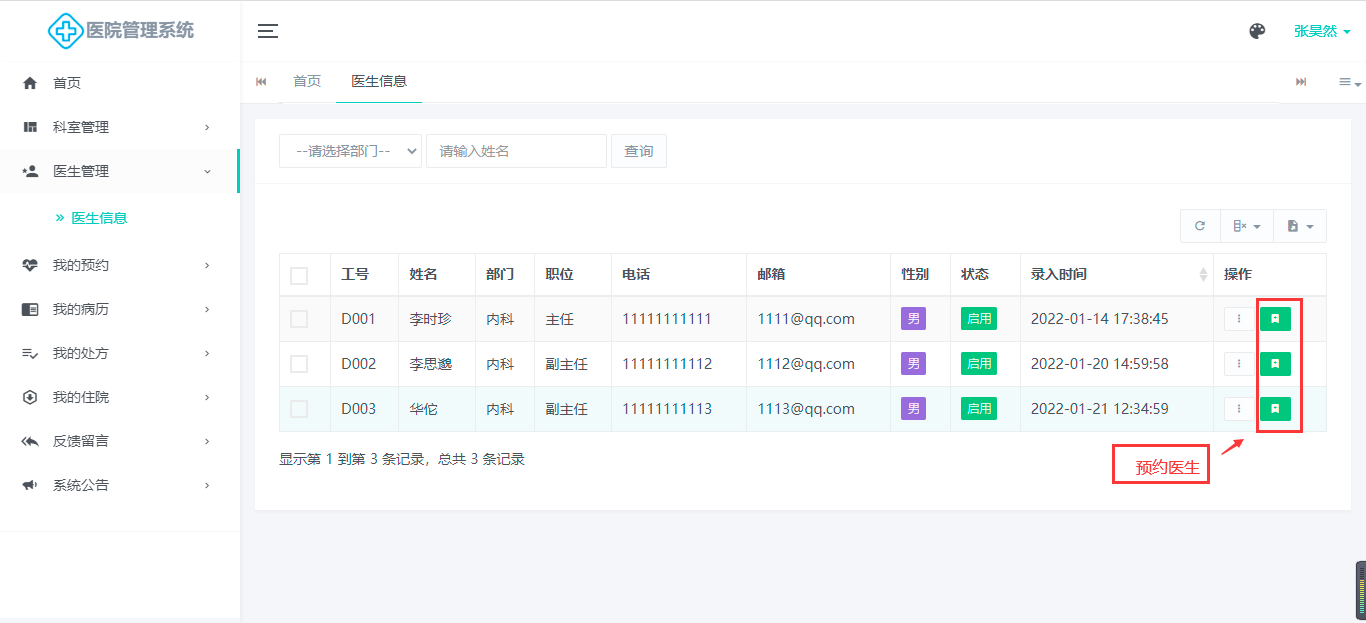 医院管理系统
张昊然
首页
科室管理
医生管理
医生信息
我的预约
我的病历
我的处方
我的住院
反馈留言
系统公告
首页 医生信息
--请选择部门-- 请输入姓名 查询
工号 姓名 部门 职位 电话 邮箱 性别 状态 录入时间 操作
D001 李时珍 内科 主任 11111111111 1111@qq.com 男 启用 2022-01-14 17:38:45
D002 李思邈 内科 副主任 11111111112 1112@qq.com 男 启用 2022-01-20 14:59:58
D003 华佗 内科 副主任 11111111113 1113@qq.com 男 启用 2022-01-21 12:34:59
显示第 1 到第 3 条记录，总共 3 条记录
预约医生